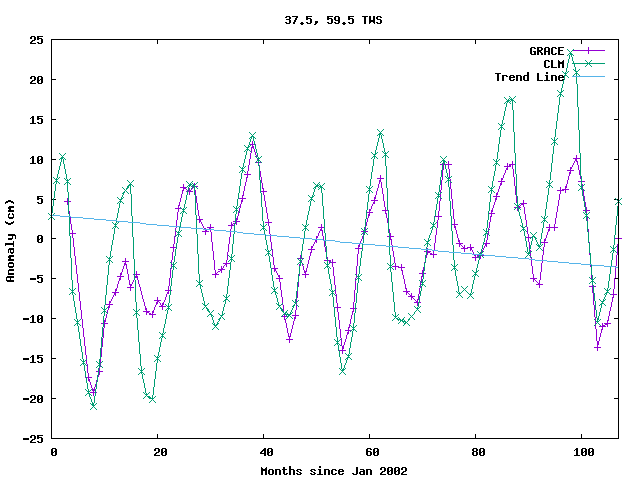 37.5, 59.5 TWS
GRACE
CLM
Trend Line
25
20
15
10
5
0
-5
-10
-15
-20
-25
Anomaly (cm)
0 20 40 60 80 100
Months since Jan 2002